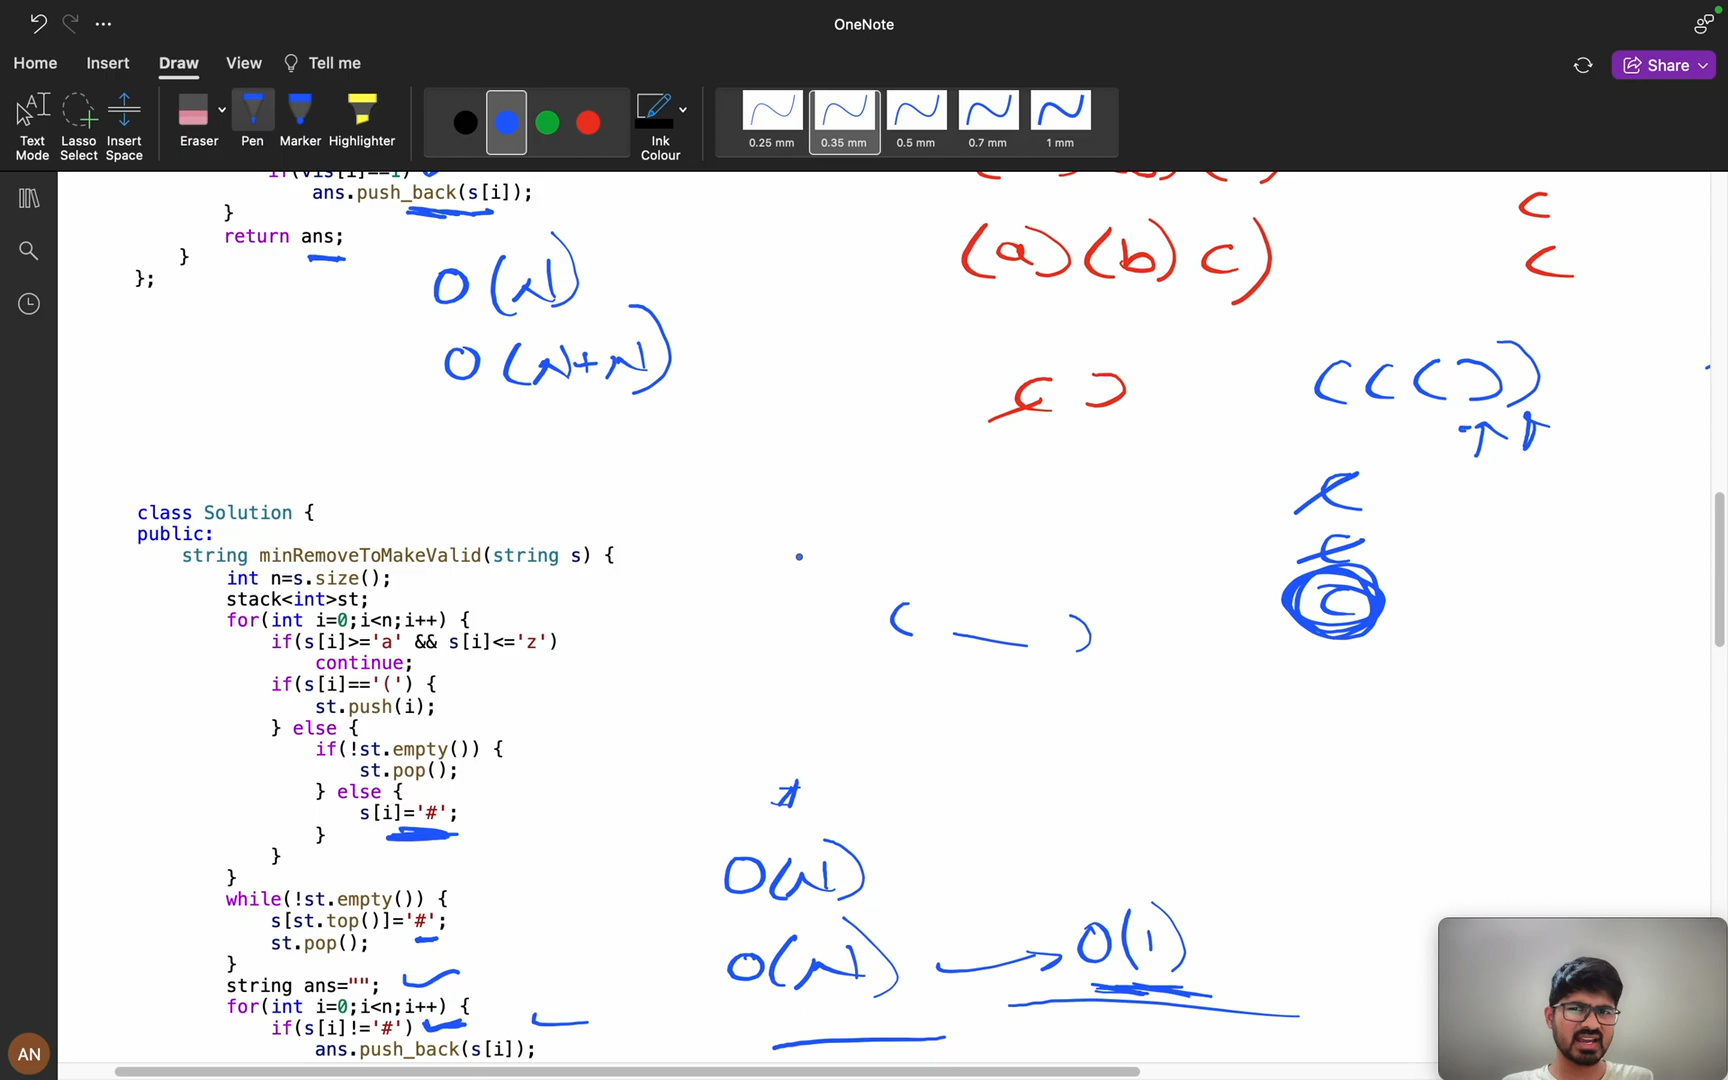 OneNote
Home Insert Draw View Tell me
Share
Text Mode
Lasso Select
Insert Space
Eraser
Pen
Marker
Highlighter
Ink Colour
0.25 mm
0.35 mm
0.5 mm
0.7 mm
1 mm
if(vis[i]==1)
ans.push_back(s[i]);
}
return ans;
}
};
O(N)
O(N+N)
(a)(b)c)
c
c
( )
((())
(
(
(
class Solution {
public:
string minRemoveToMakeValid(string s) {
int n=s.size();
stack<int>st;
for(int i=0;i<n;i++) {
if(s[i]>='a' && s[i]<='z')
continue;
if(s[i]=='(') {
st.push(i);
} else {
if(!st.empty()) {
st.pop();
} else {
s[i]='#';
}
}
}
while(!st.empty()) {
s[st.top()]='#';
st.pop();
}
string ans="";
for(int i=0;i<n;i++) {
if(s[i]!='#')
ans.push_back(s[i]);
( — )
#
O(N)
O(N) → O(1)
AN